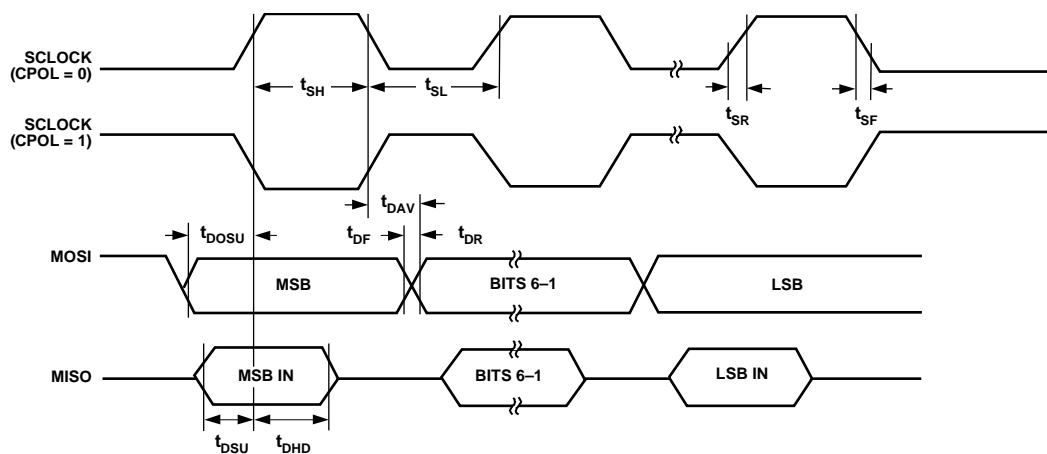 SCLOCK
(CPOL = 0)
tSH
tSL
tSR
tSF
SCLOCK
(CPOL = 1)
tDAV
tDOSU
tDF
tDR
MOSI
MSB
BITS 6–1
LSB
MISO
MSB IN
BITS 6–1
LSB IN
tDSU
tDHD